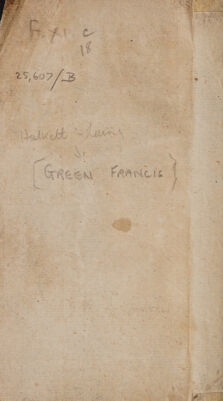 F. XI. c
18
25,607/B
Halkett & Laing
[GREEN FRANCIS]